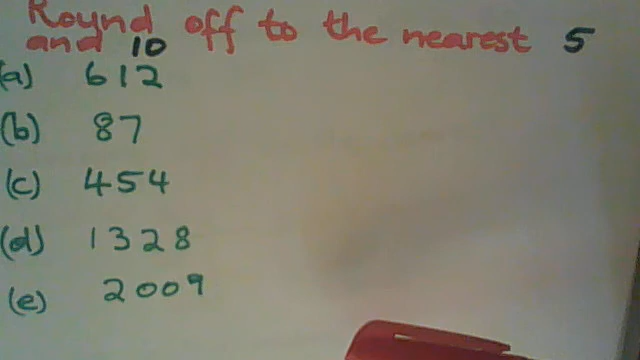 Round off to the nearest 5
and 10
(a) 612
(b) 87
(c) 454
(d) 1328
(e) 2009